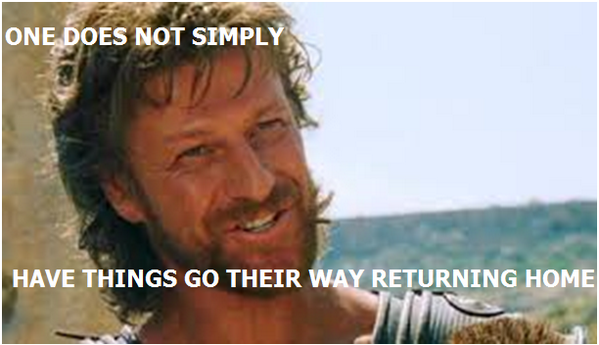 ONE DOES NOT SIMPLY
HAVE THINGS GO THEIR WAY RETURNING HOME